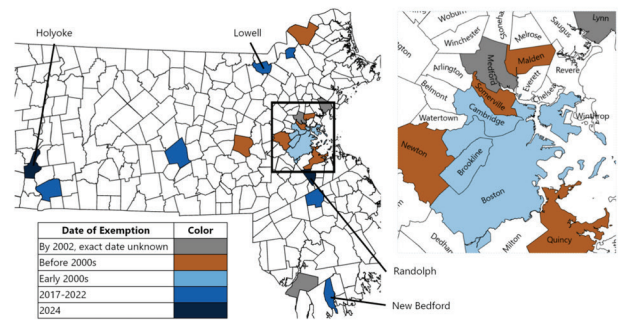 Holyoke
Lowell
Woburn
Winchester
Stoneham
Melrose
Saugus
Lynn
Arlington
Medford
Malden
Everett
Revere
Chelsea
Belmont
Somerville
Watertown
Cambridge
Winthrop
Newton
Brookline
Boston
Milton
Quincy
Date of Exemption Color
By 2002, exact date unknown
Before 2000s
Early 2000s
2017-2022
2024
Randolph
New Bedford